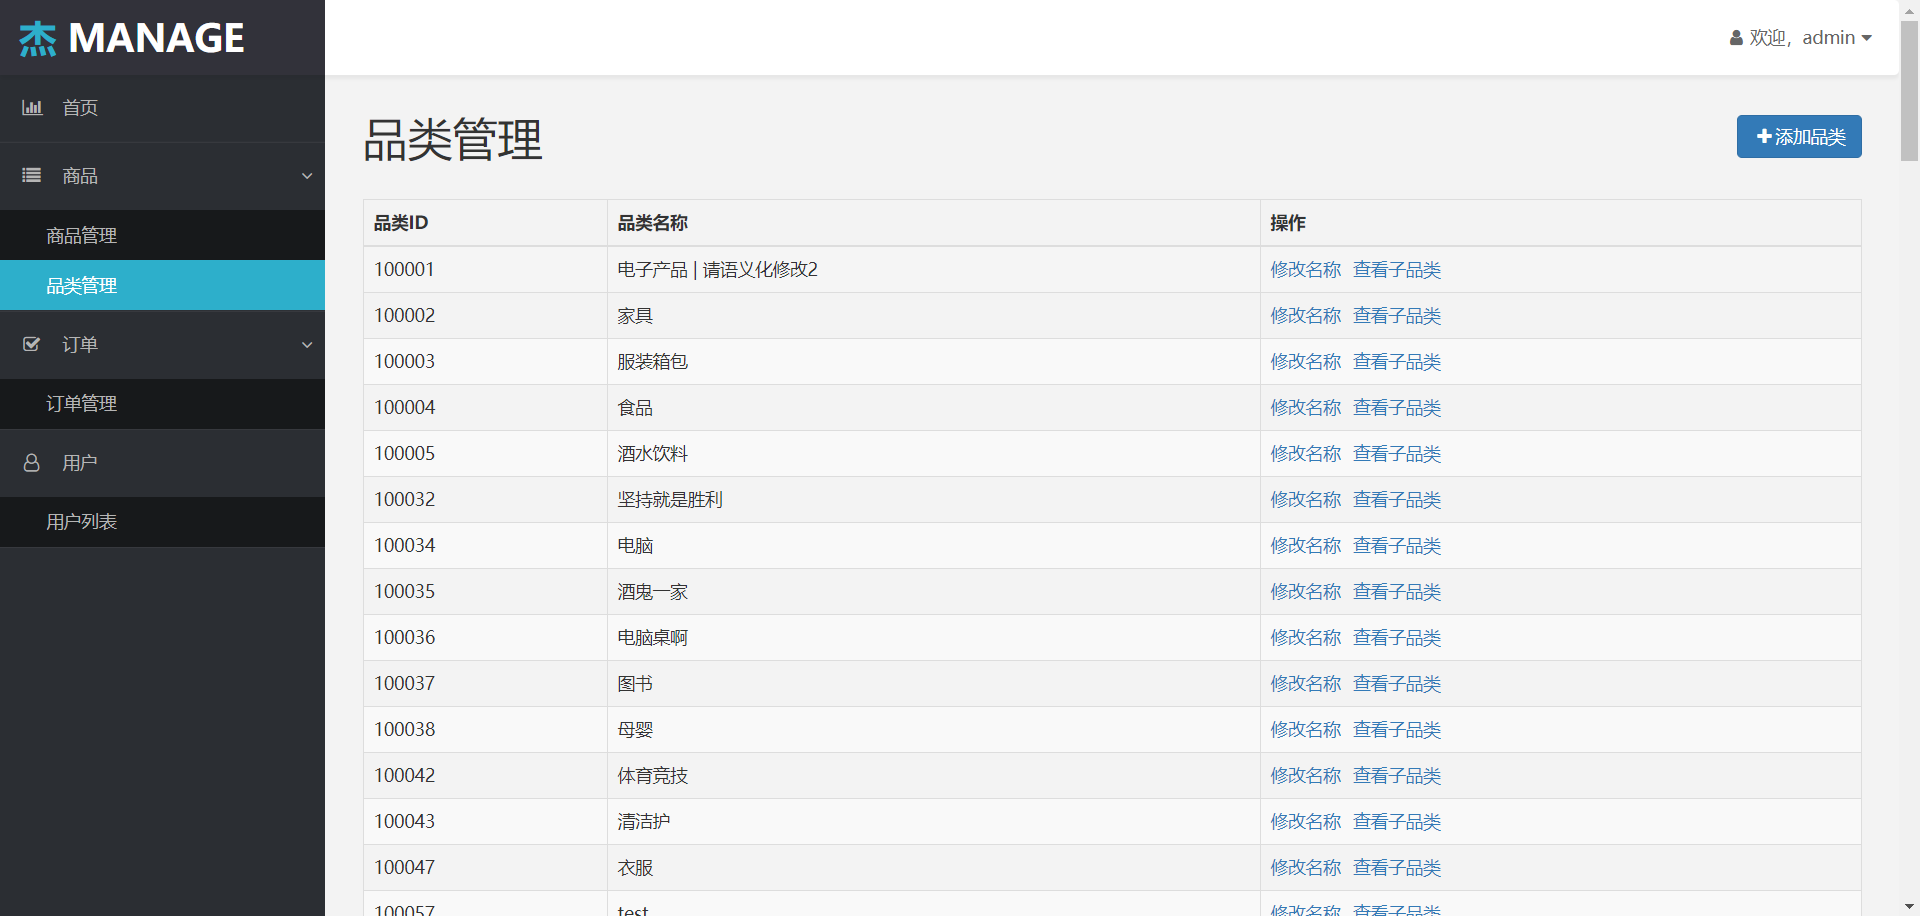 杰 MANAGE
欢迎，admin
首页
商品
商品管理
品类管理
订单
订单管理
用户
用户列表
品类管理
添加品类
品类ID 品类名称 操作
100001 电子产品 | 请语义化修改2 修改名称 查看子品类
100002 家具 修改名称 查看子品类
100003 服装箱包 修改名称 查看子品类
100004 食品 修改名称 查看子品类
100005 酒水饮料 修改名称 查看子品类
100032 坚持就是胜利 修改名称 查看子品类
100034 电脑 修改名称 查看子品类
100035 酒鬼一家 修改名称 查看子品类
100036 电脑桌啊 修改名称 查看子品类
100037 图书 修改名称 查看子品类
100038 母婴 修改名称 查看子品类
100042 体育竞技 修改名称 查看子品类
100043 清洁护 修改名称 查看子品类
100047 衣服 修改名称 查看子品类
100057 test 修改名称 查看子品类